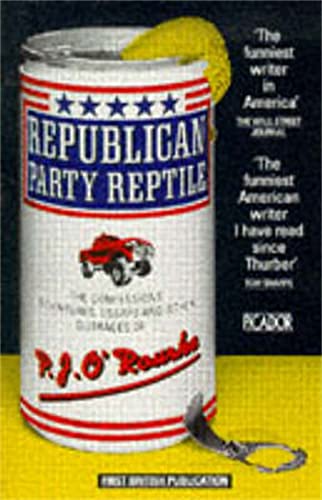 REPUBLICAN
PARTY REPTILE
THE CONFESSIONS,
ADVENTURES, ESSAYS AND OTHER
OUTRAGES OF
P.J.O'Rourke
'The
funniest
writer
in
America'
THE WALL STREET
JOURNAL
'The
funniest
American
writer
I have read
since
Thurber'
PICADOR
FIRST BRITISH PUBLICATION